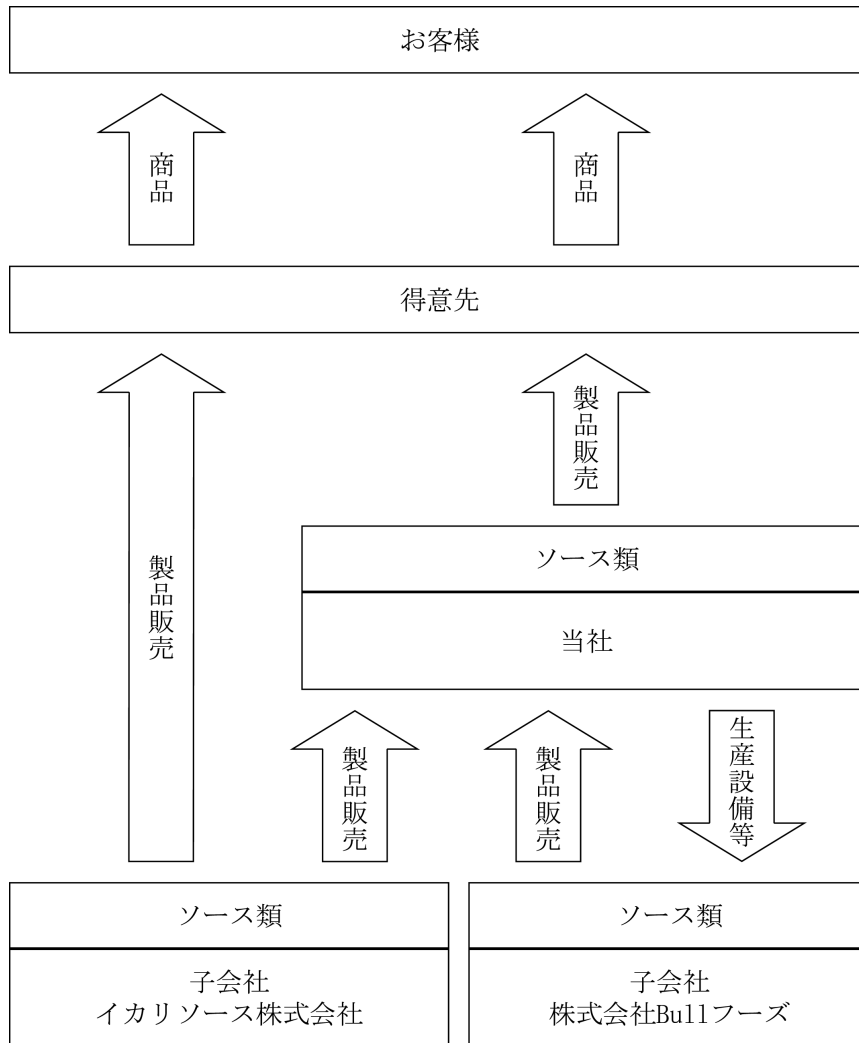 お客様
商品
商品
得意先
製品販売
製品販売
ソース類
当社
製品販売
製品販売
生産設備等
ソース類
子会社
イカリソース株式会社
ソース類
子会社
株式会社Bullフーズ